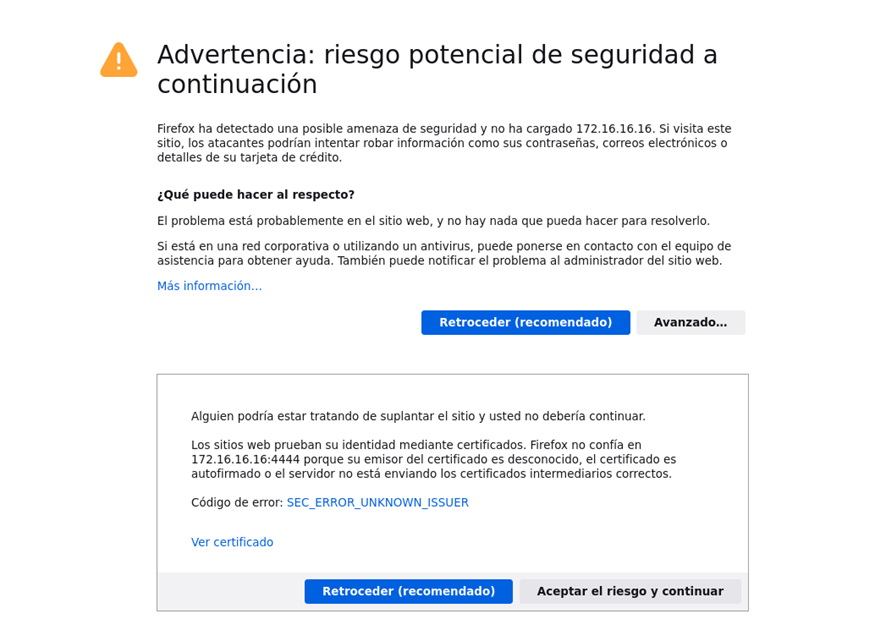 Advertencia: riesgo potencial de seguridad a
continuación
Firefox ha detectado una posible amenaza de seguridad y no ha cargado 172.16.16.16. Si visita este
sitio, los atacantes podrían intentar robar información como sus contraseñas, correos electrónicos o
detalles de su tarjeta de crédito.
¿Qué puede hacer al respecto?
El problema está probablemente en el sitio web, y no hay nada que pueda hacer para resolverlo.
Si está en una red corporativa o utilizando un antivirus, puede ponerse en contacto con el equipo de
asistencia para obtener ayuda. También puede notificar el problema al administrador del sitio web.
Más información...
Retroceder (recomendado) Avanzado...
Alguien podría estar tratando de suplantar el sitio y usted no debería continuar.
Los sitios web prueban su identidad mediante certificados. Firefox no confía en
172.16.16.16:4444 porque su emisor del certificado es desconocido, el certificado es
autofirmado o el servidor no está enviando los certificados intermediarios correctos.
Código de error: SEC_ERROR_UNKNOWN_ISSUER
Ver certificado
Retroceder (recomendado) Aceptar el riesgo y continuar